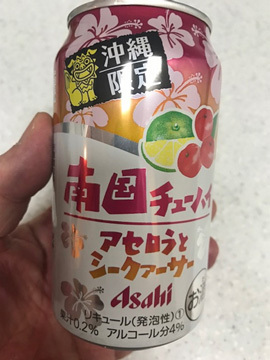 沖縄
限定
南国チューハイ
アセロラと
シークヮーサー
Asahi
リキュール(発泡性)①
果汁0.2% アルコール分4%
お